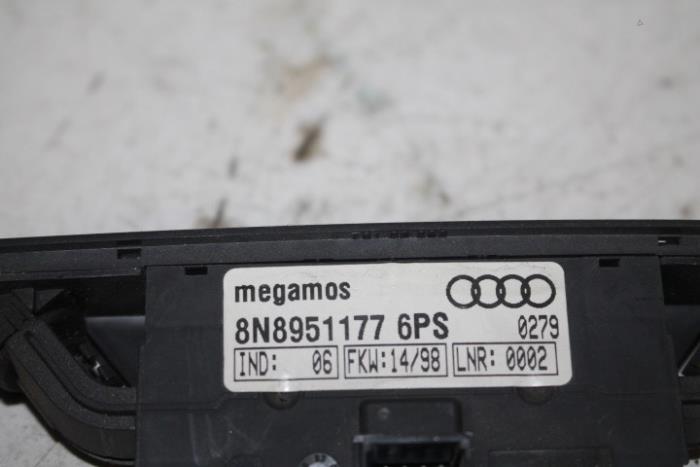 megamos
8N8951177 6PS 0279
IND: 06 FKW:14/98 LNR: 0002